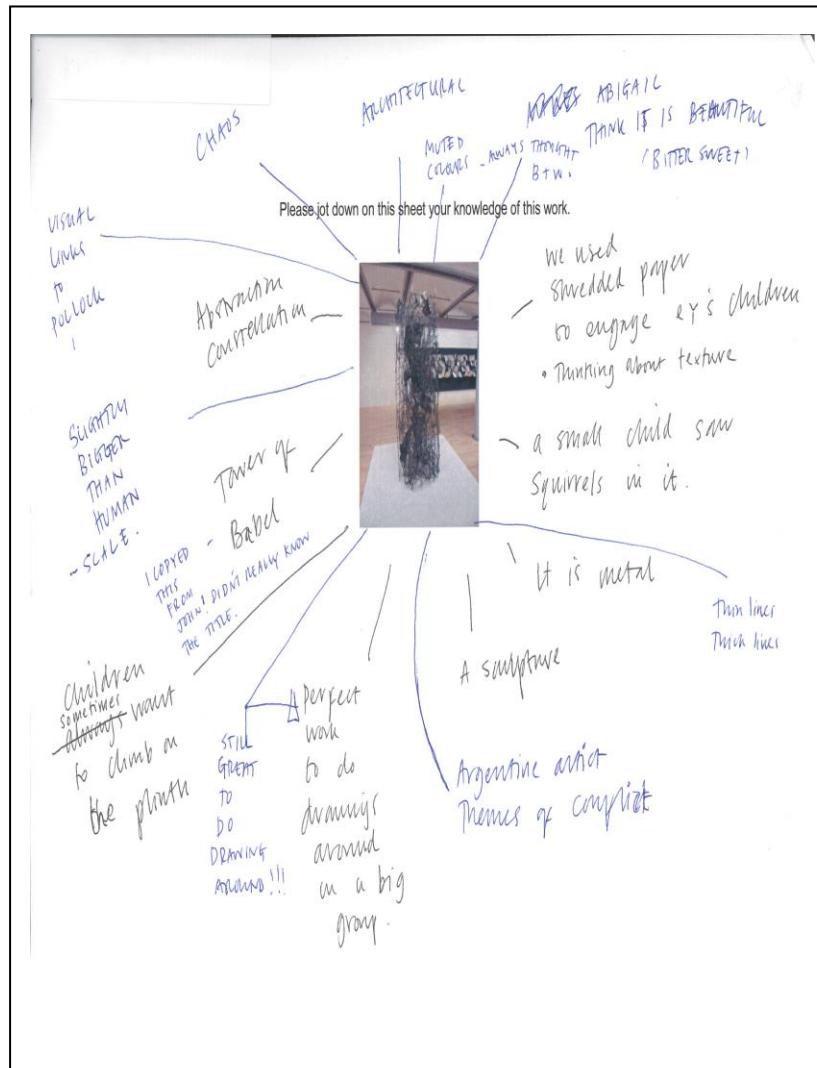 CHAOS
ARCHITECTURAL
MUTED
COLOURS
- AWAYS THOUGHT
B+W.
ABIGAIL
THINK IT IS BEAUTIFUL
(BITTER SWEET)
Please jot down on this sheet your knowledge of this work.
VISUAL
LINKS
to
POLLOCK
!
Abstraction
Constellation
we used
shredded paper
to engage EY's children
• Thinking about texture
SLIGHTLY
BIGGER
THAN
HUMAN
~ SCALE.
Tower of
Babel
a small child saw
Squirrels in it.
I COPYED
THIS
FROM
JOHN! DIDN'T REALLY KNOW
THE TITLE.
It is metal
Thin lines
Thick lines
A sculpture
Children
sometimes
always want
to climb on
the plinth
STILL
GREAT
TO
DO
DRAWING
AROUND!!!
Perfect
work
to do
drawings
around
in a big
group.
Argentine artist
Themes of conflict